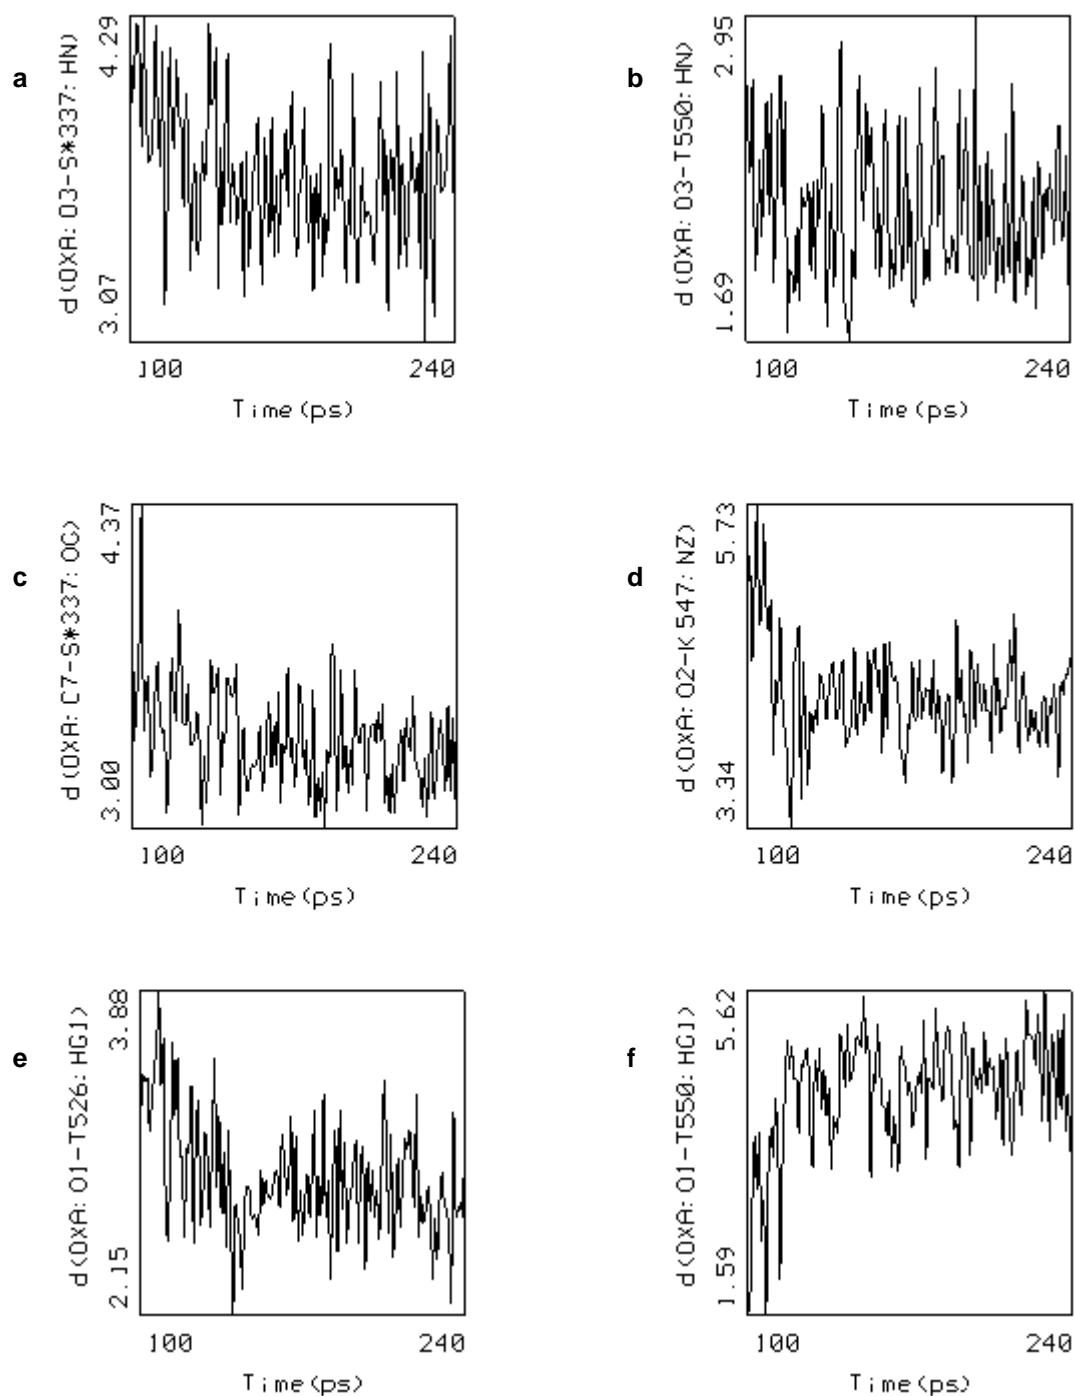 a
d(OXA: O3-S*337: HN)
4.29
3.07
100
240
Time(ps)
b
d(OXA: O3-T550: HN)
2.95
1.69
100
240
Time(ps)
c
d(OXA: C7-S*337: OG)
4.37
3.00
100
240
Time(ps)
d
d(OXA: O2-K547: NZ)
5.73
3.34
100
240
Time(ps)
e
d(OXA: O1-T526: HG1)
3.88
2.15
100
240
Time(ps)
f
d(OXA: O1-T550: HG1)
5.62
1.59
100
240
Time(ps)